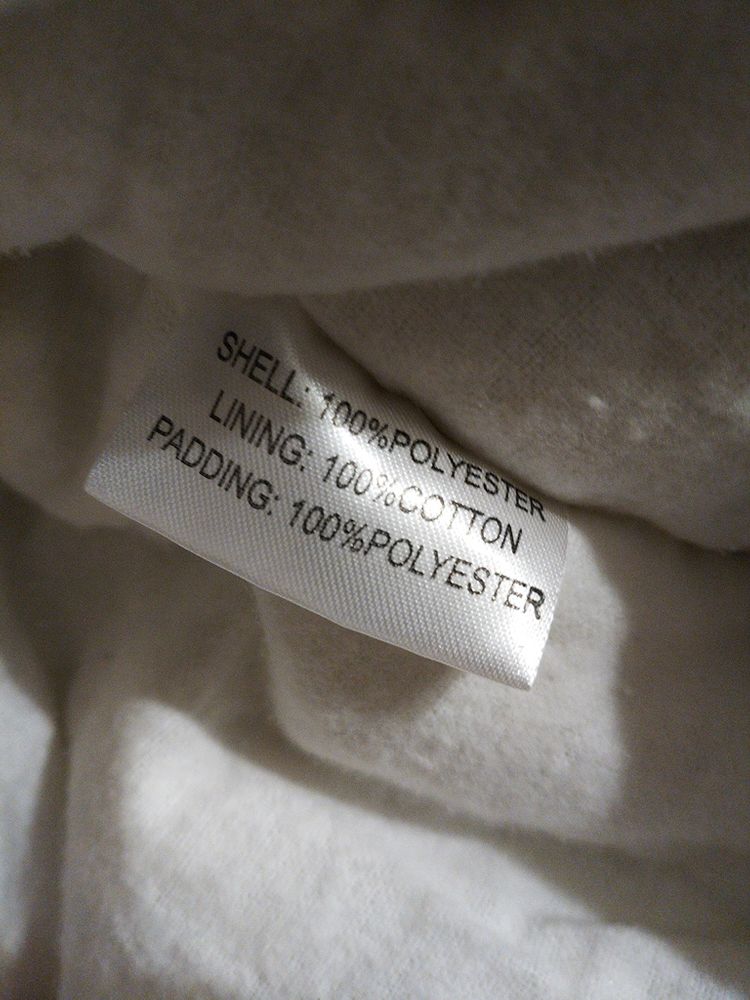 SHELL: 100%POLYESTER
LINING: 100%COTTON
PADDING: 100%POLYESTER